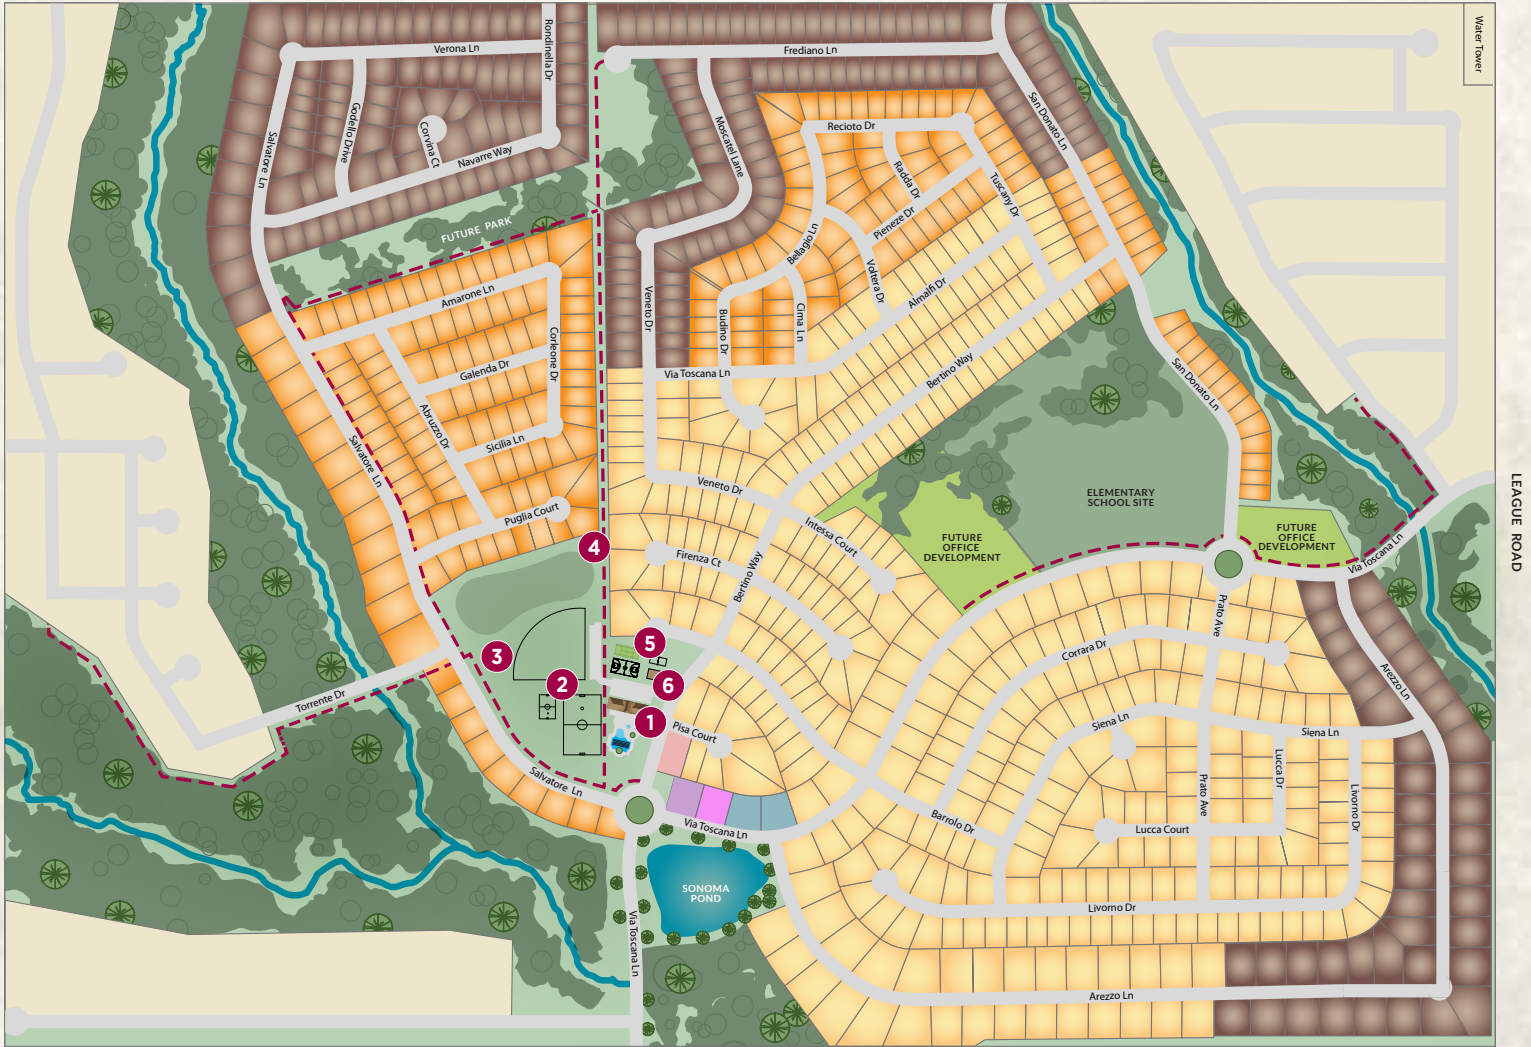 Verona Ln
Rondinella Dr
Frediano Ln
Water Tower
Godello Drive
Corvina Ct
Navarre Way
Salvatore Ln
Moscatel Lane
San Donato Ln
Recioto Dr
Radda Dr
Tuscany Dr
Pieneze Dr
FUTURE PARK
Bellagio Ln
Voltera Dr
Almalfi Dr
Amarone Ln
Veneto Dr
Budino Dr
Cima Ln
Corleone Dr
Galenda Dr
Via Toscana Ln
Bertino Way
San Donato Ln
Abruzzo Dr
Sicilia Ln
Salvatore Ln
Veneto Dr
Puglia Court
Intessa Court
ELEMENTARY
SCHOOL SITE
LEAGUE ROAD
FUTURE
OFFICE
DEVELOPMENT
FUTURE
OFFICE
DEVELOPMENT
Via Toscana Ln
4
Firenza Ct
Bertino Way
Prato Ave
5
3
Corrara Dr
2
6
Arezzo Ln
Torrente Dr
1
Pisa Court
Siena Ln
Siena Ln
Salvatore Ln
Prato Ave
Lucca Dr
Livorno Dr
Via Toscana Ln
Barrolo Dr
Lucca Court
SONOMA
POND
Livorno Dr
Via Toscana Ln
Arezzo Ln